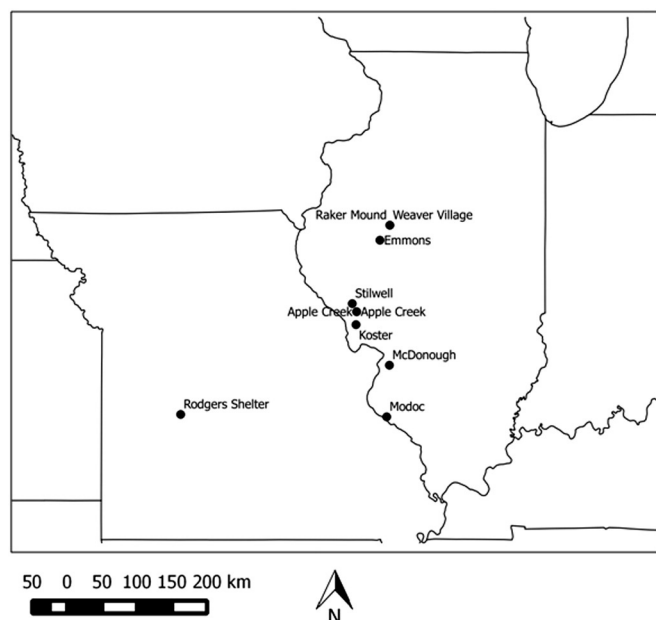 Raker Mound Weaver Village
Emmons
Stilwell
Apple Creek Apple Creek
Koster
McDonough
Rodgers Shelter
Modoc
50 0 50 100 150 200 km
N